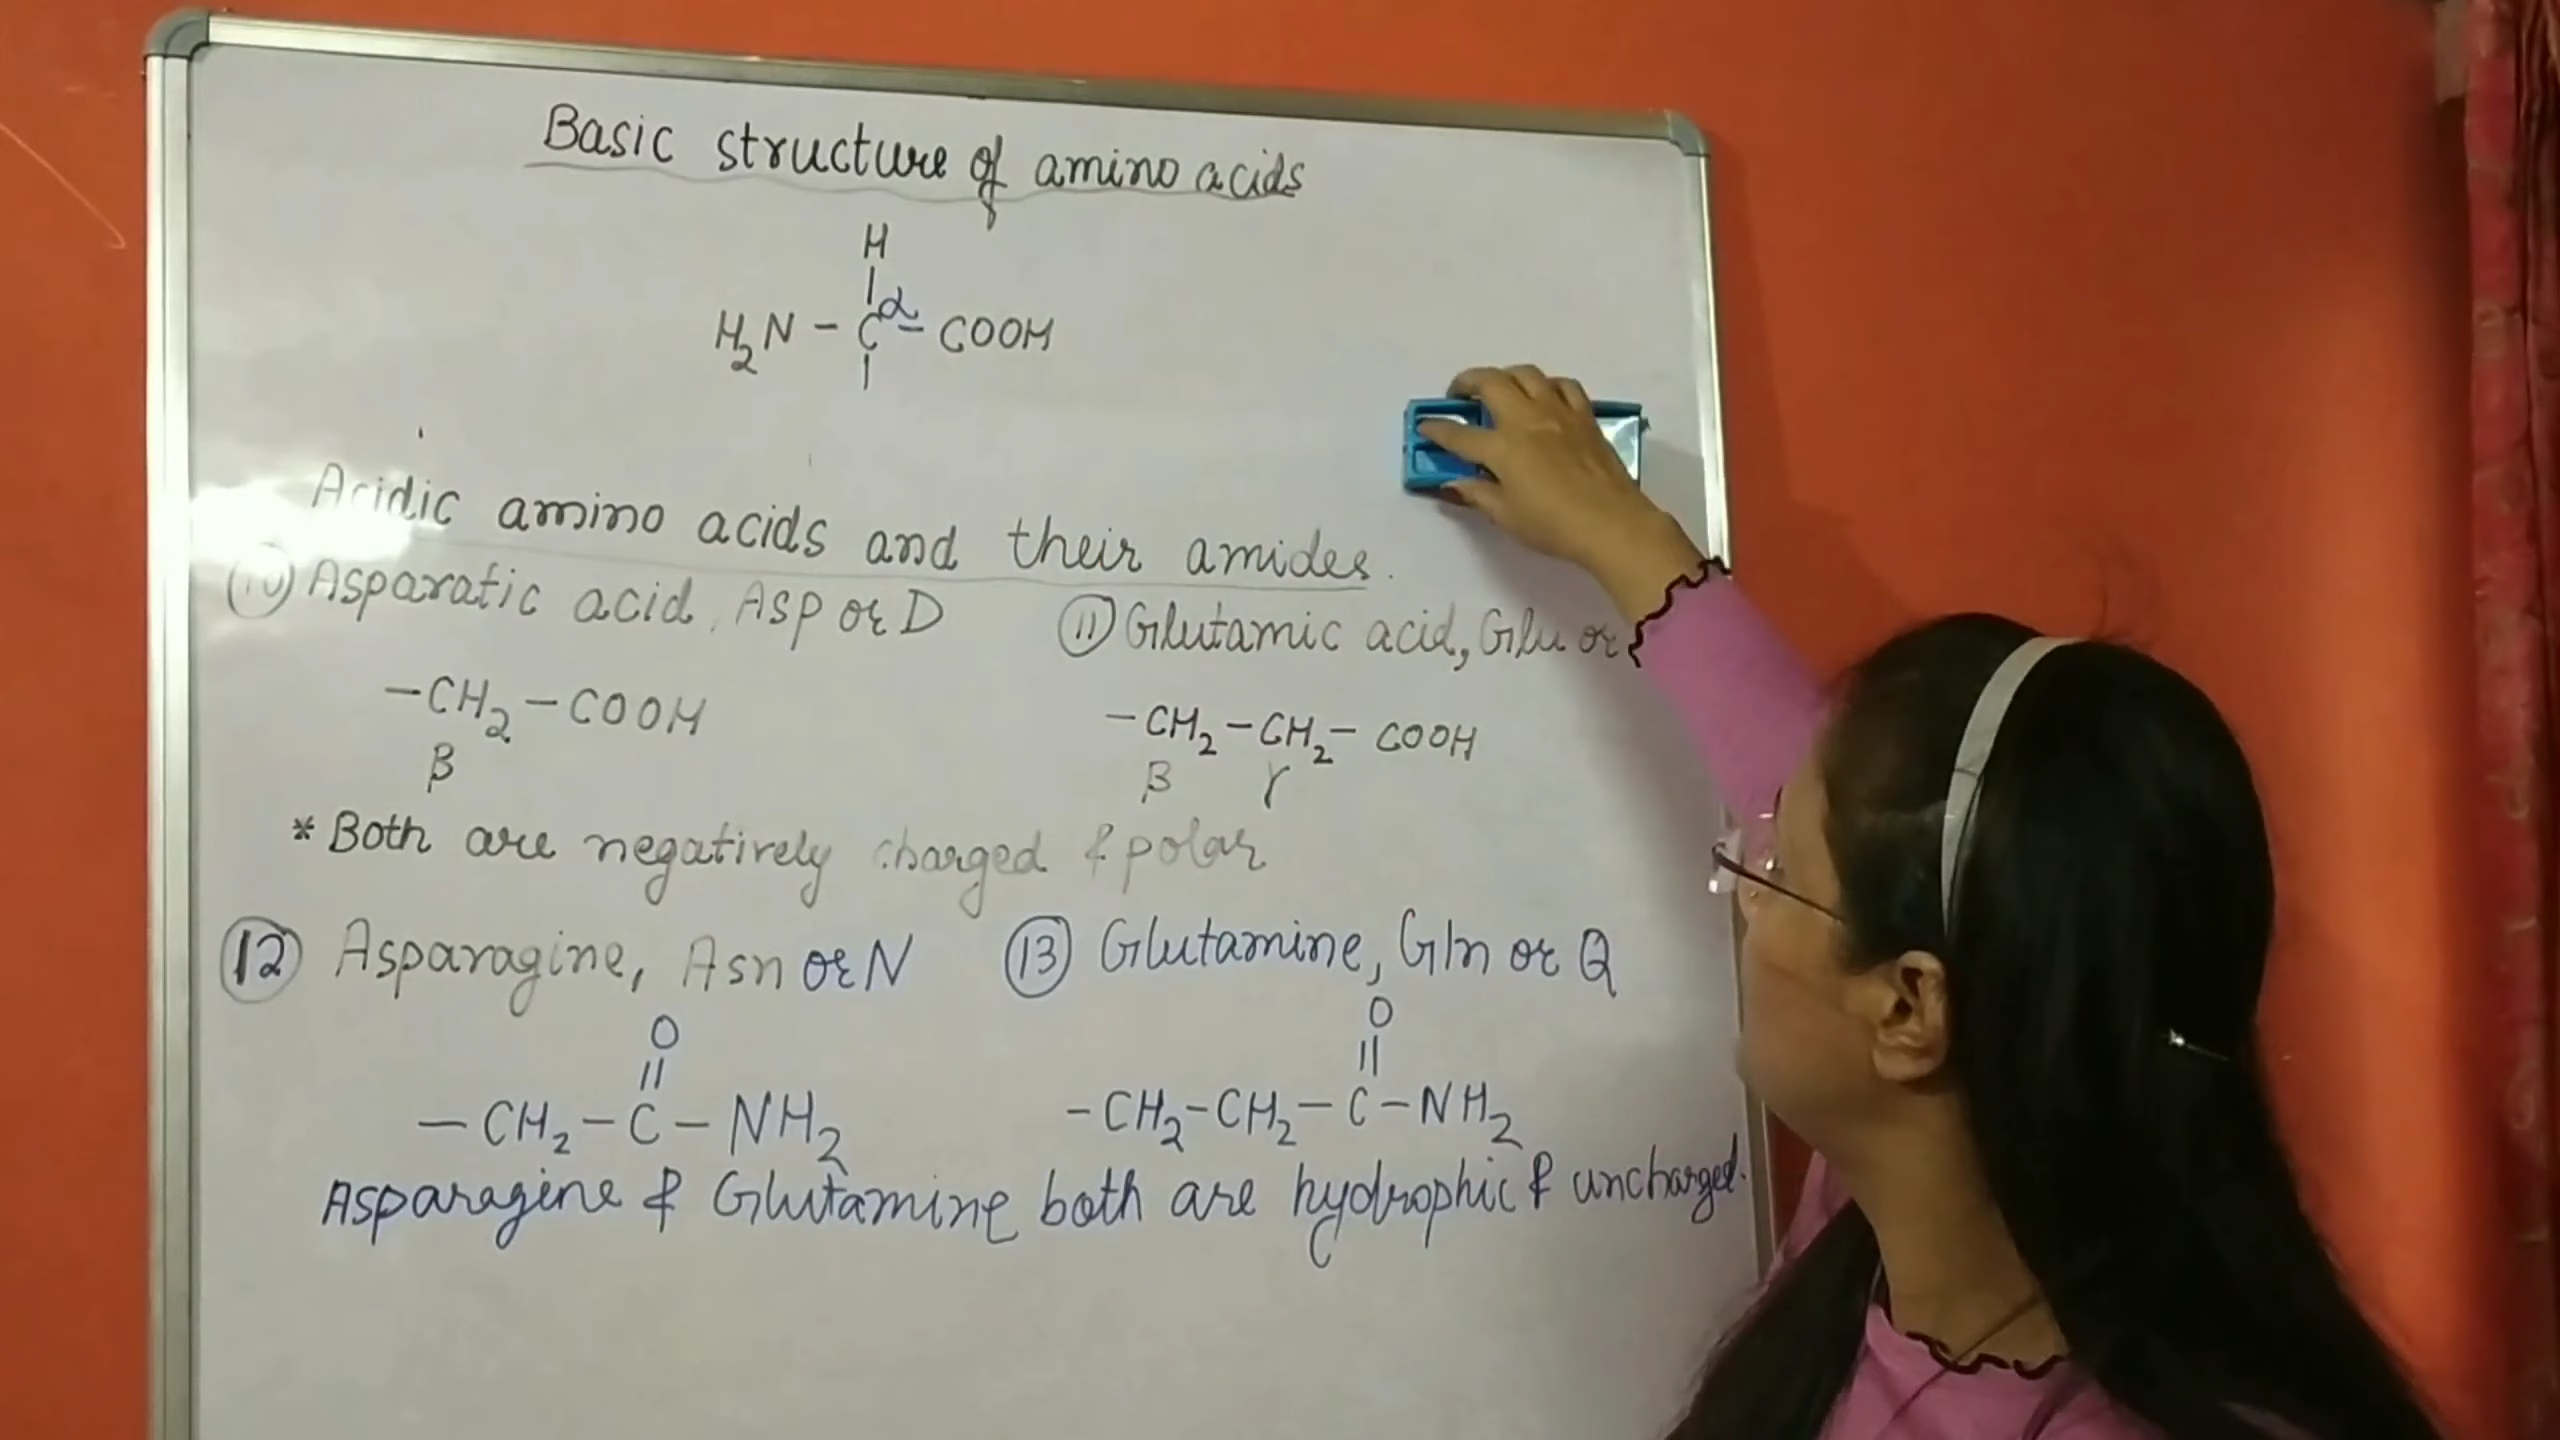 Basic structure of amino acids
H
|
H₂N - Cα - COOH
|
Acidic amino acids and their amides.
⑩ Asparatic acid, Asp or D
⑪ Glutamic acid, Glu or
-CH₂-COOH
β
-CH₂-CH₂-COOH
β γ
* Both are negatively charged & polar
⑫ Asparagine, Asn or N
⑬ Glutamine, Gln or Q
O
||
-CH₂-C-NH₂
O
||
-CH₂-CH₂-C-NH₂
Asparagine & Glutamine both are hydrophic & uncharged.